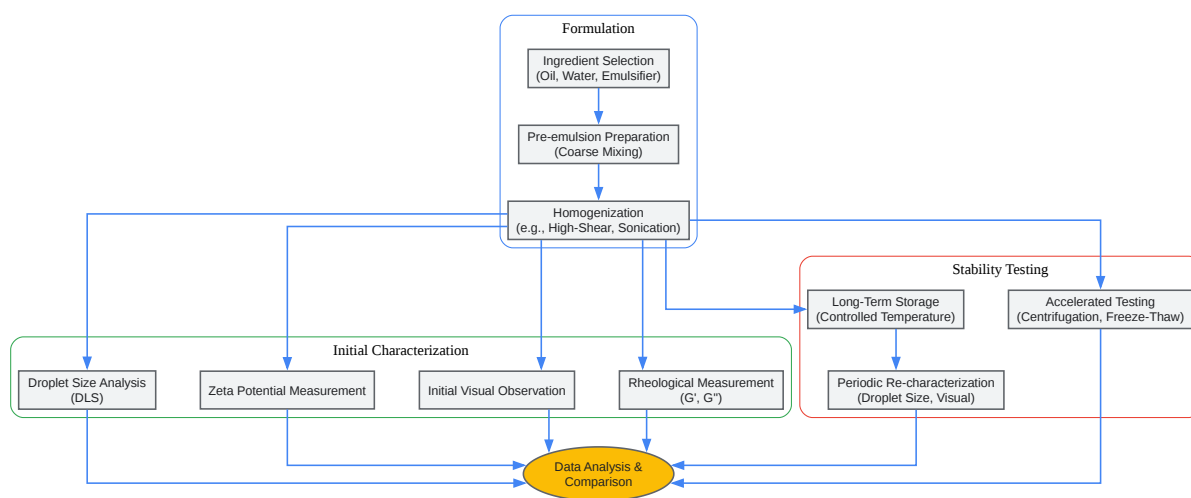 Formulation
Ingredient Selection
(Oil, Water, Emulsifier)
Pre-emulsion Preparation
(Coarse Mixing)
Homogenization
(e.g., High-Shear, Sonication)
Stability Testing
Long-Term Storage
(Controlled Temperature)
Accelerated Testing
(Centrifugation, Freeze-Thaw)
Initial Characterization
Droplet Size Analysis
(DLS)
Zeta Potential Measurement
Initial Visual Observation
Rheological Measurement
(G', G'')
Periodic Re-characterization
(Droplet Size, Visual)
Data Analysis &
Comparison